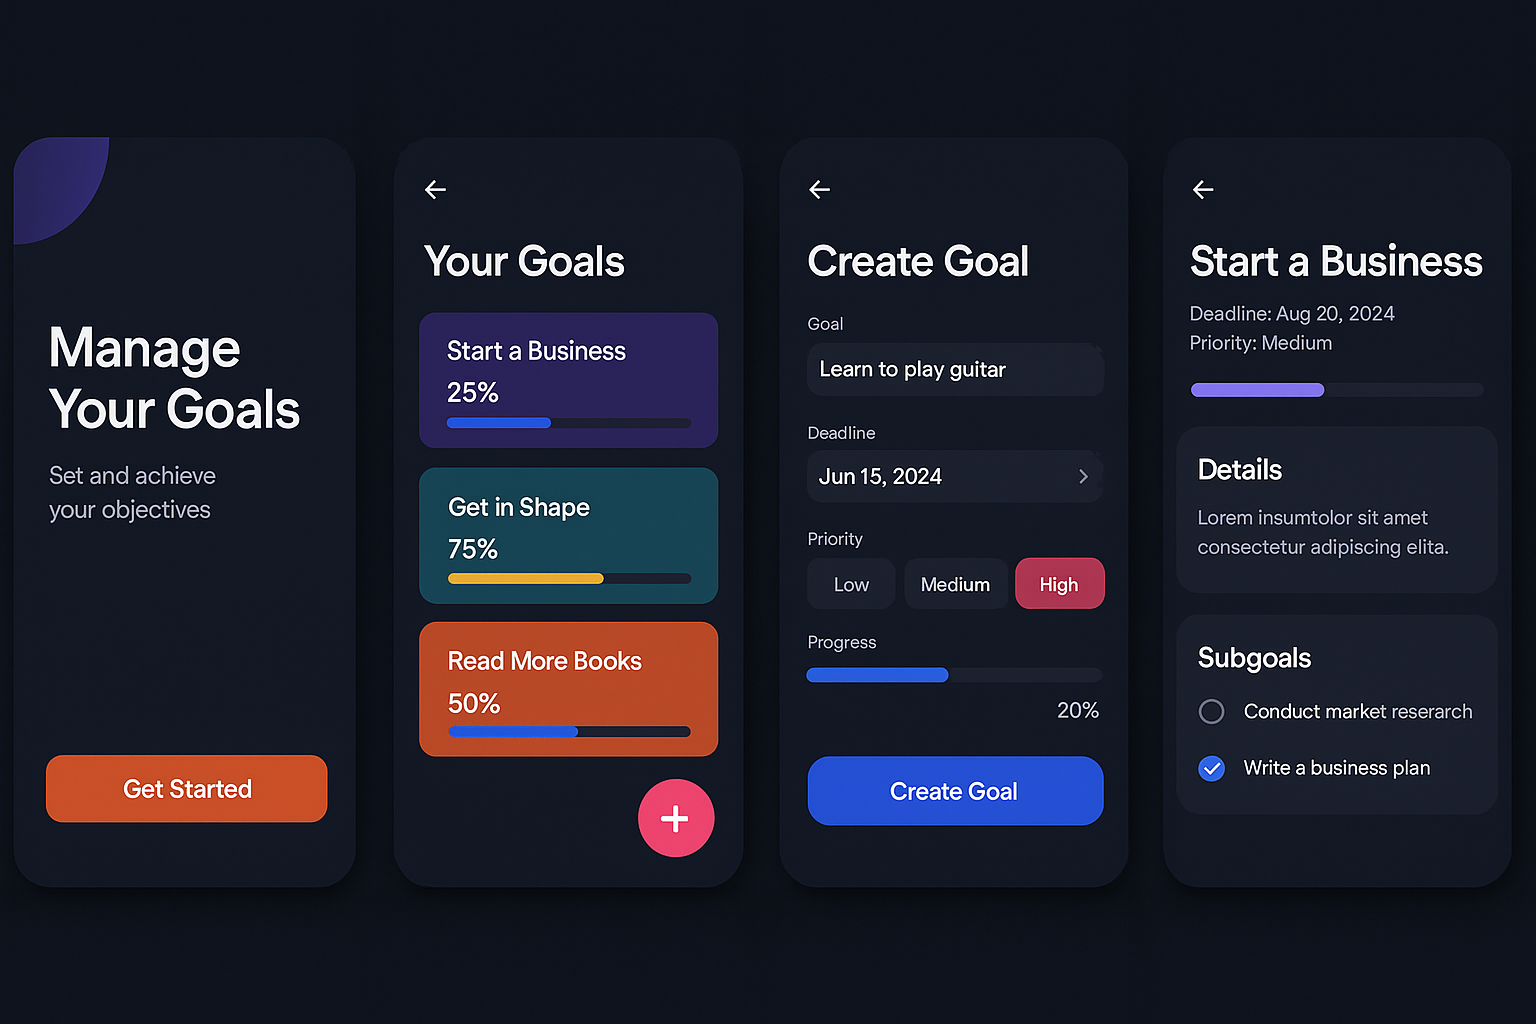 Manage
Your Goals
Set and achieve
your objectives
Get Started
Your Goals
Start a Business
25%
Get in Shape
75%
Read More Books
50%
Create Goal
Goal
Learn to play guitar
Deadline
Jun 15, 2024
Priority
Low
Medium
High
Progress
20%
Create Goal
Start a Business
Deadline: Aug 20, 2024
Priority: Medium
Details
Lorem insumtolor sit amet
consectetur adipiscing elita.
Subgoals
Conduct market reserarch
Write a business plan